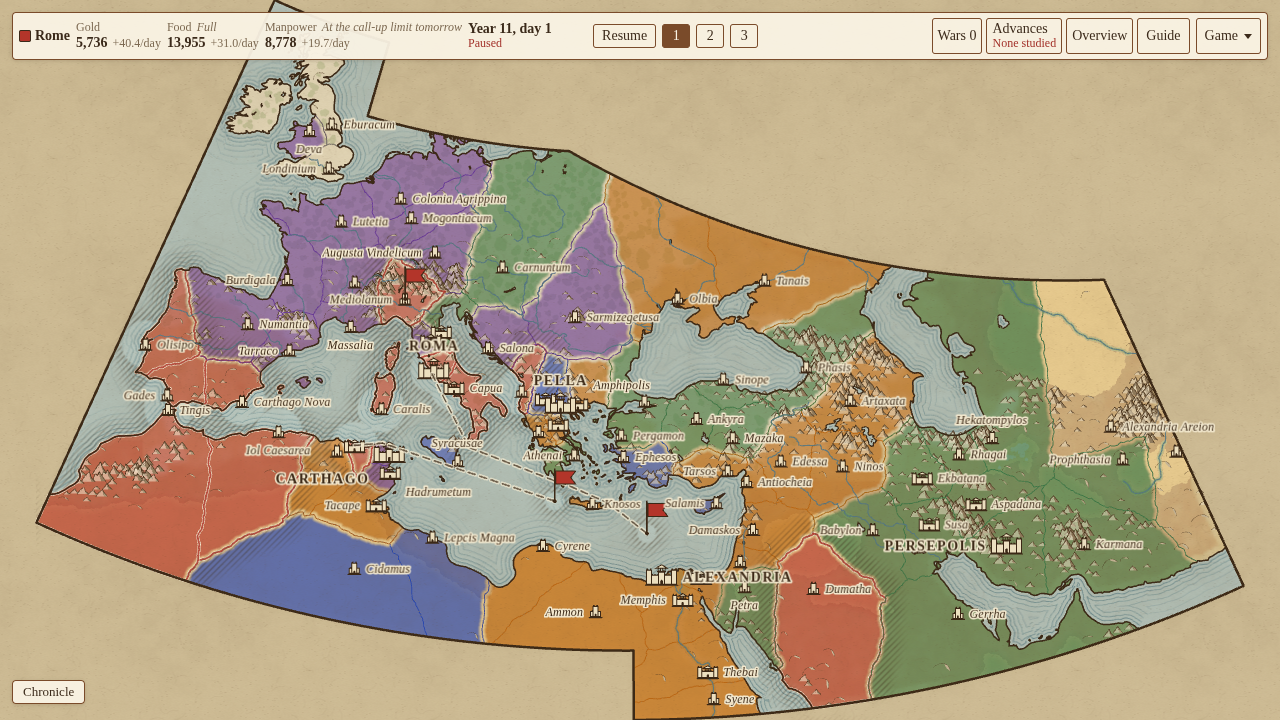 Rome
Gold
5,736 +40.4/day
Food Full
13,955 +31.0/day
Manpower At the call-up limit tomorrow
8,778 +19.7/day
Year 11, day 1
Paused
Resume
1
2
3
Wars 0
Advances
None studied
Overview
Guide
Game
Eburacum
Deva
Londinium
Colonia Agrippina
Lutetia
Mogontiacum
Augusta Vindelicum
Carnuntum
Burdigala
Mediolanum
Tanais
Olbia
Numantia
Sarmizegetusa
Olisipo
Tarraco
Massalia
ROMA
Salona
Phasis
PELLA
Amphipolis
Sinope
Capua
Gades
Tingis
Carthago Nova
Caralis
Artaxata
Ankyra
Hekatompylos
Alexandria Areion
Iol Caesarea
Syracusae
Pergamon
Mazaka
Athenai
Ephesos
Rhagai
Prophthasia
Edessa
Ninos
Tarsos
CARTHAGO
Hadrumetum
Antiocheia
Ekbatana
Tacape
Knosos
Salamis
Aspadana
Susa
Lepcis Magna
Damaskos
Babylon
Cyrene
PERSEPOLIS
Karmana
Cidamus
ALEXANDRIA
Dumatha
Memphis
Petra
Ammon
Gerrha
Thebai
Syene
Chronicle